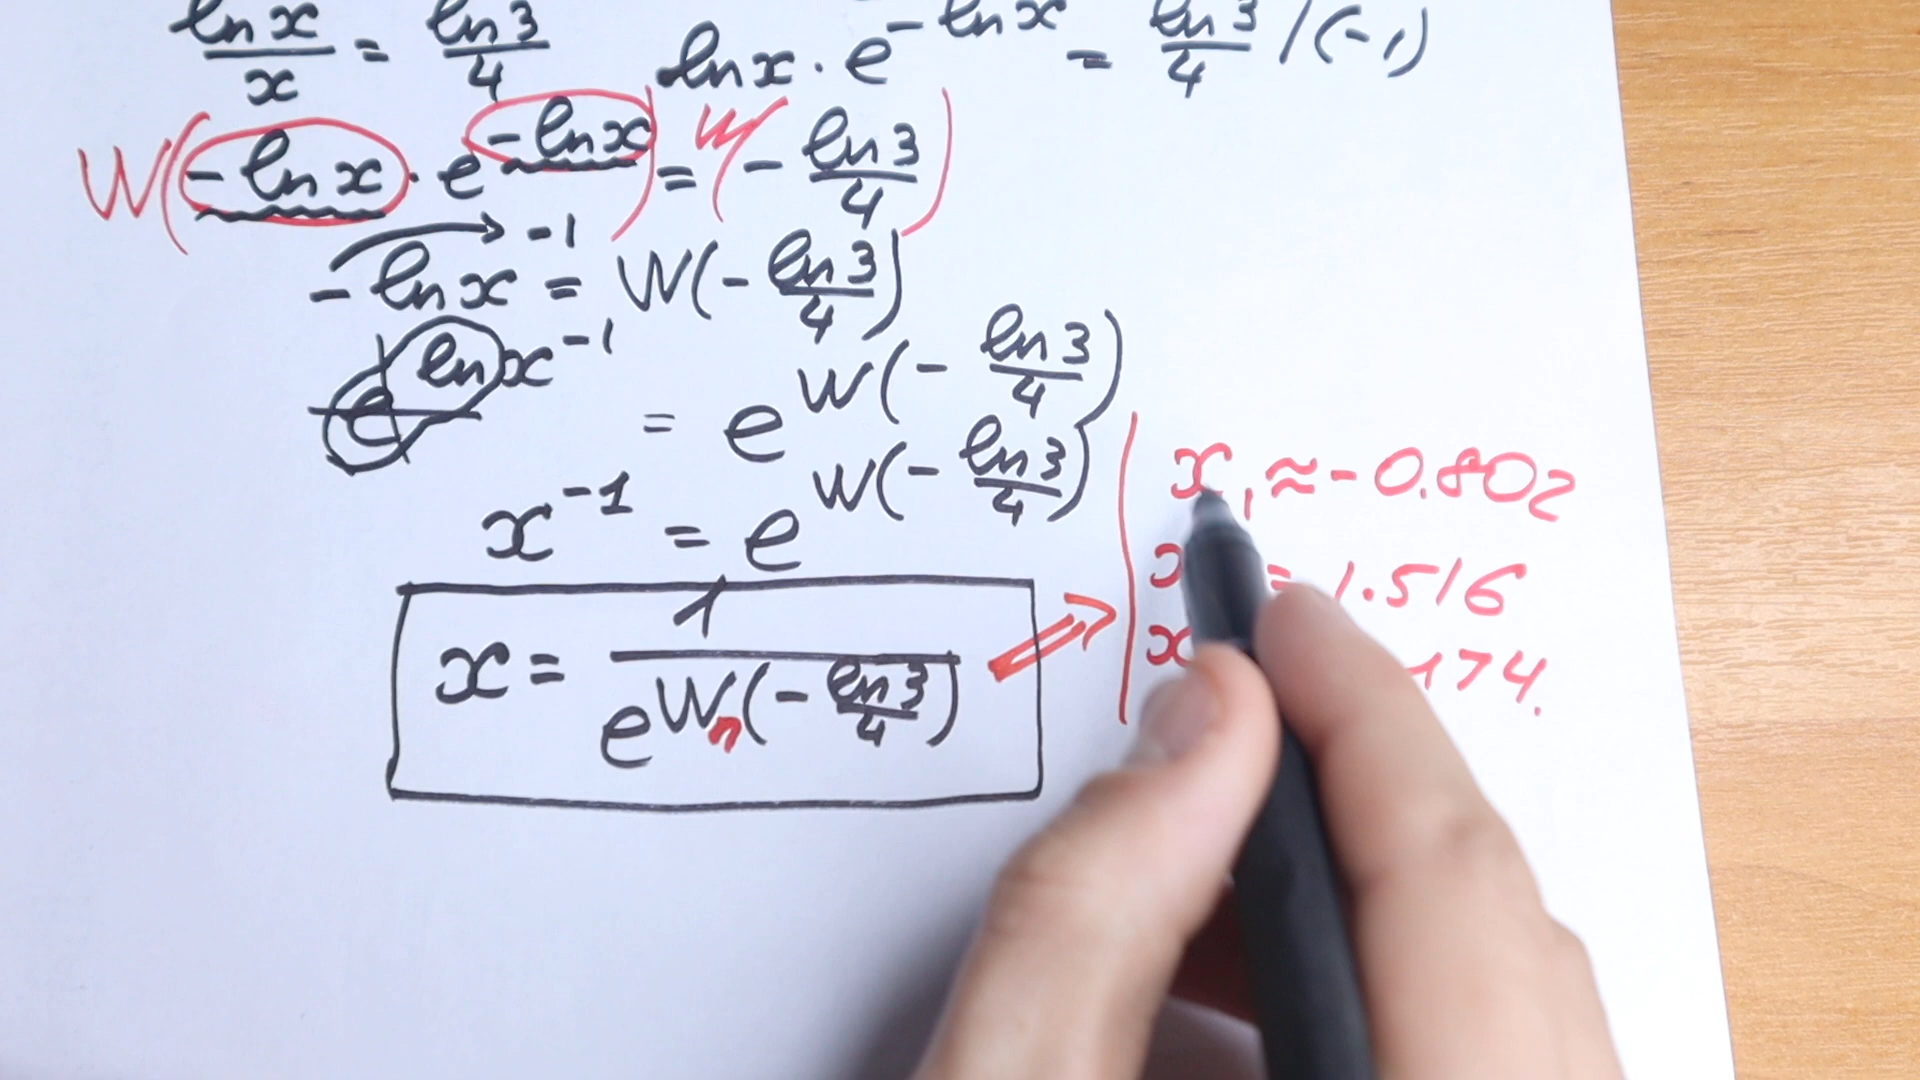 ln x / x = ln 3 / 4   ln x · e^(-ln x) = ln 3 / 4 / (-1)
W(-ln x · e^(-ln x)) = W(- ln 3 / 4)
-ln x^(-1) = W(- ln 3 / 4)
e^(ln x^(-1)) = e^(W(- ln 3 / 4))
x^(-1) = e^(W(- ln 3 / 4))
x = 1 / e^(Wn(- ln 3 / 4))
x₁ ≈ -0.802
x = 1.516
x 174.